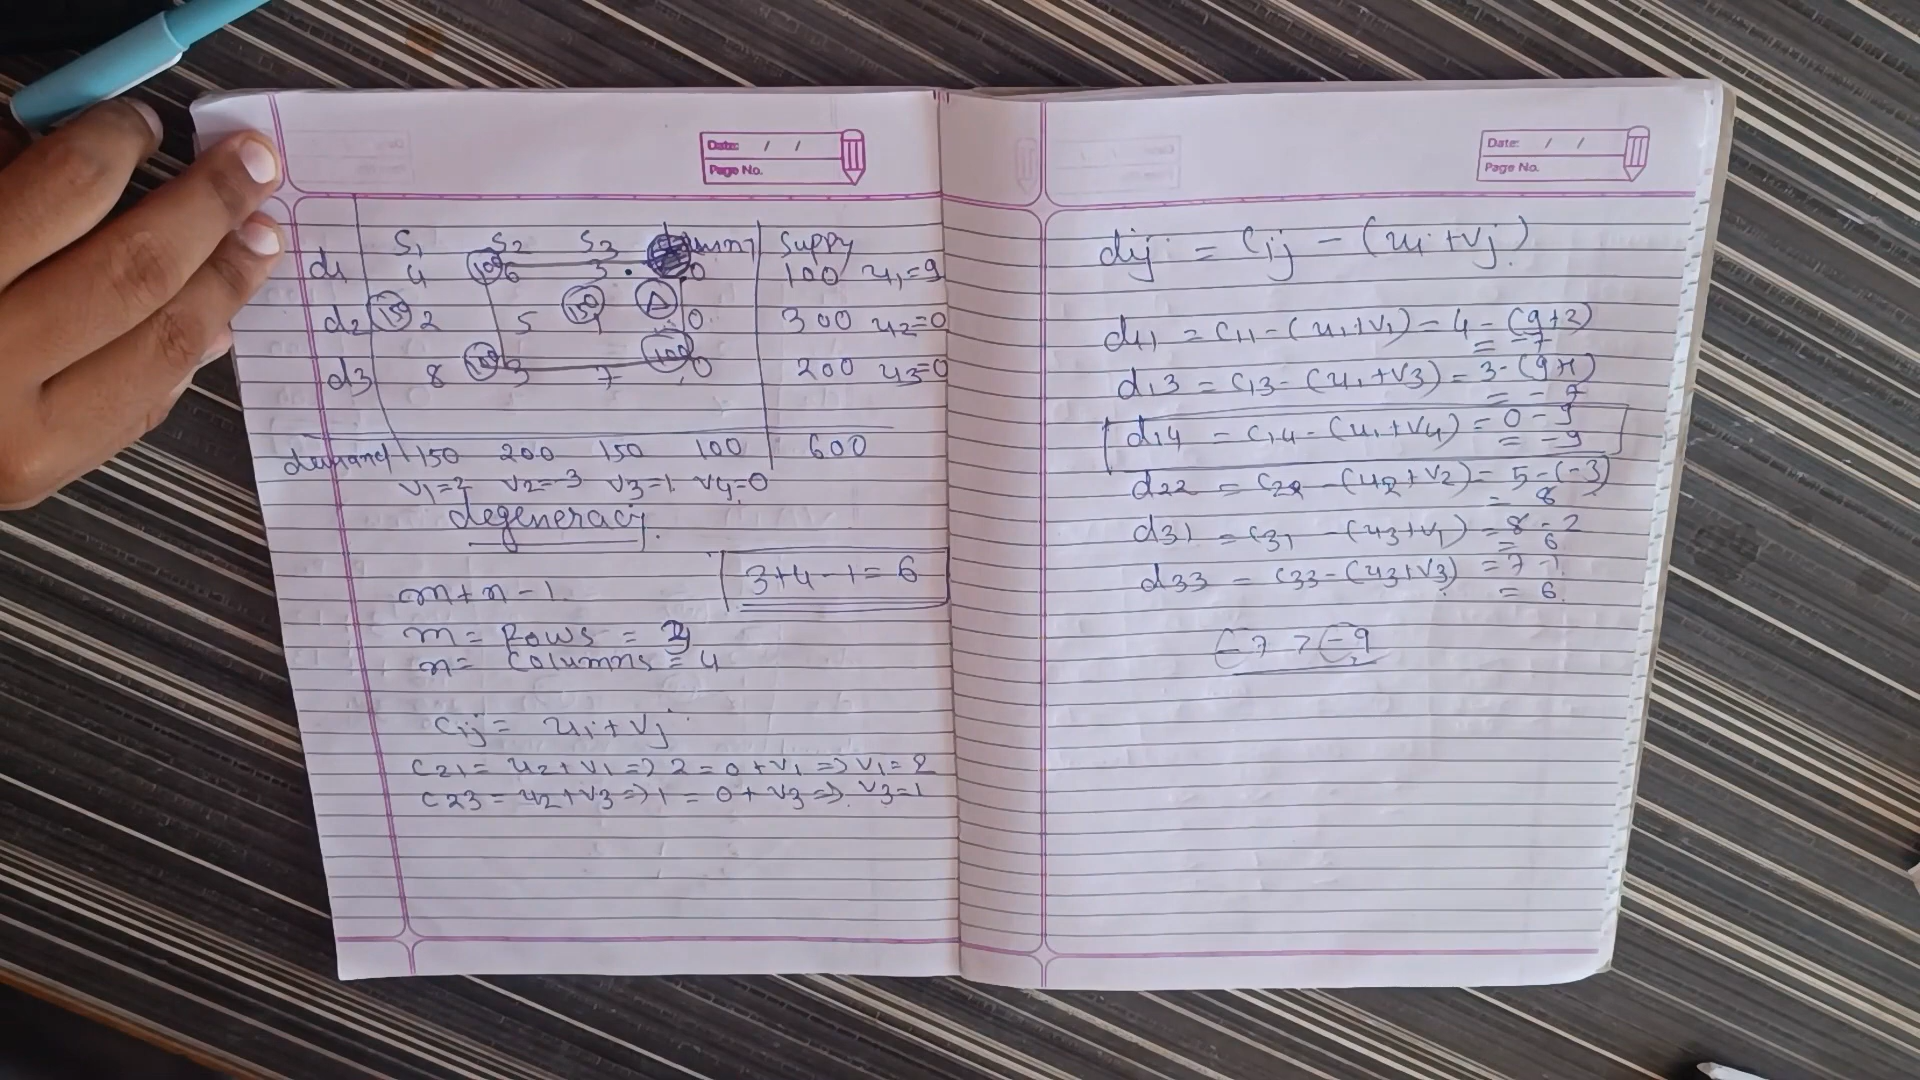 Date: / /
Page No.
S1 S2 S3 Supply
d1 4 100 6 3 0 100 u1=9
d2 150 2 5 150 1 Δ 0 300 u2=0
d3 8 100 3 7 100 0 200 u3=0
demand 150 200 150 100 600
v1=2 v2=-3 v3=1 v4=0
degeneracy.
m+n-1. 3+4-1=6
m= Rows = 3
n= Columns = 4
Cij= ui+vj
C21= u2+v1 => 2=0+v1 => v1=2
C23= u2+v3 => 1=0+v3 => v3=1
Date: / /
Page No.
dij = Cij - (ui+vj)
d11 = C11-(u1+v1) = 4-(9+2)
= -7
d13 = C13-(u1+v3) = 3-(9+1)
= -7
d14 = C14-(u1+v4) = 0-9
= -9
d22 = C22-(u2+v2) = 5-(-3)
= 8
d31 = C31-(u3+v1) = 8-2
= 6
d33 = C33-(u3+v3) = 7-1
= 6.
-7 > -9